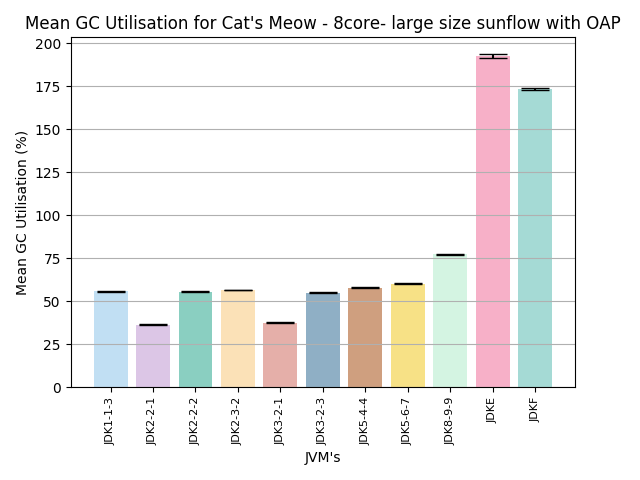 Mean GC Utilisation for Cat's Meow - 8core- large size sunflow with OAP
200
175
150
125
100
75
50
25
0
Mean GC Utilisation (%)
JDK1-1-3
JDK2-2-1
JDK2-2-2
JDK2-3-2
JDK3-2-1
JDK3-2-3
JDK5-4-4
JDK5-6-7
JDK8-9-9
JDKE
JDKF
JVM's